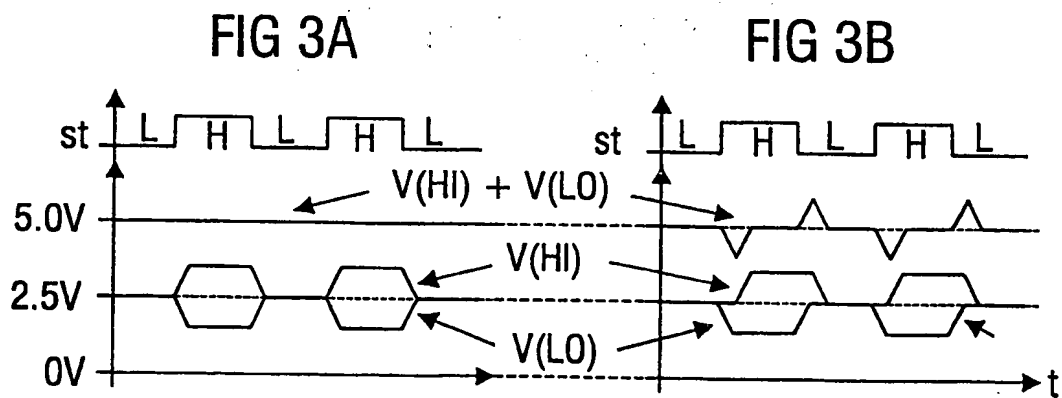 FIG 3A
FIG 3B
st L H L H L
st L H L H L
V(HI) + V(LO)
5.0V
V(HI)
2.5V
V(LO)
0V
t